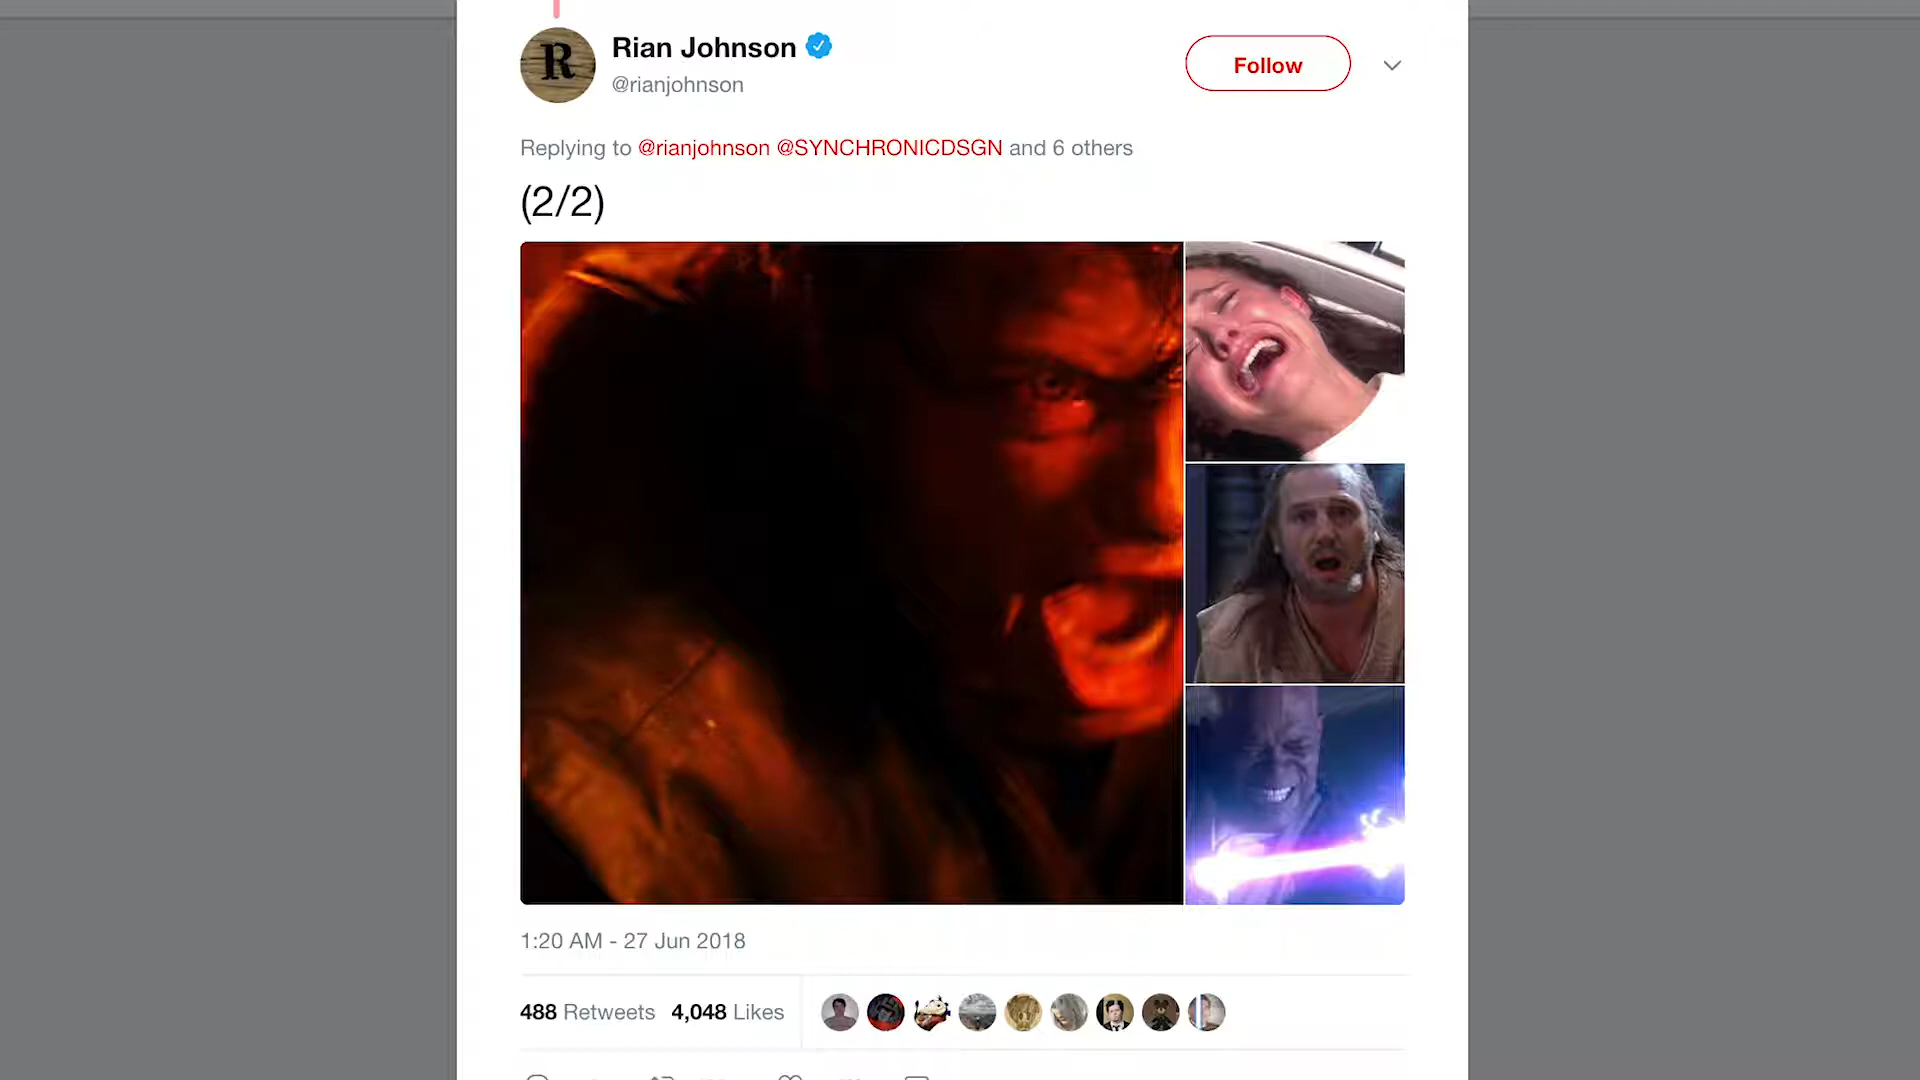 R
Rian Johnson
@rianjohnson
Follow
Replying to @rianjohnson @SYNCHRONICDSGN and 6 others
(2/2)
1:20 AM - 27 Jun 2018
488 Retweets 4,048 Likes